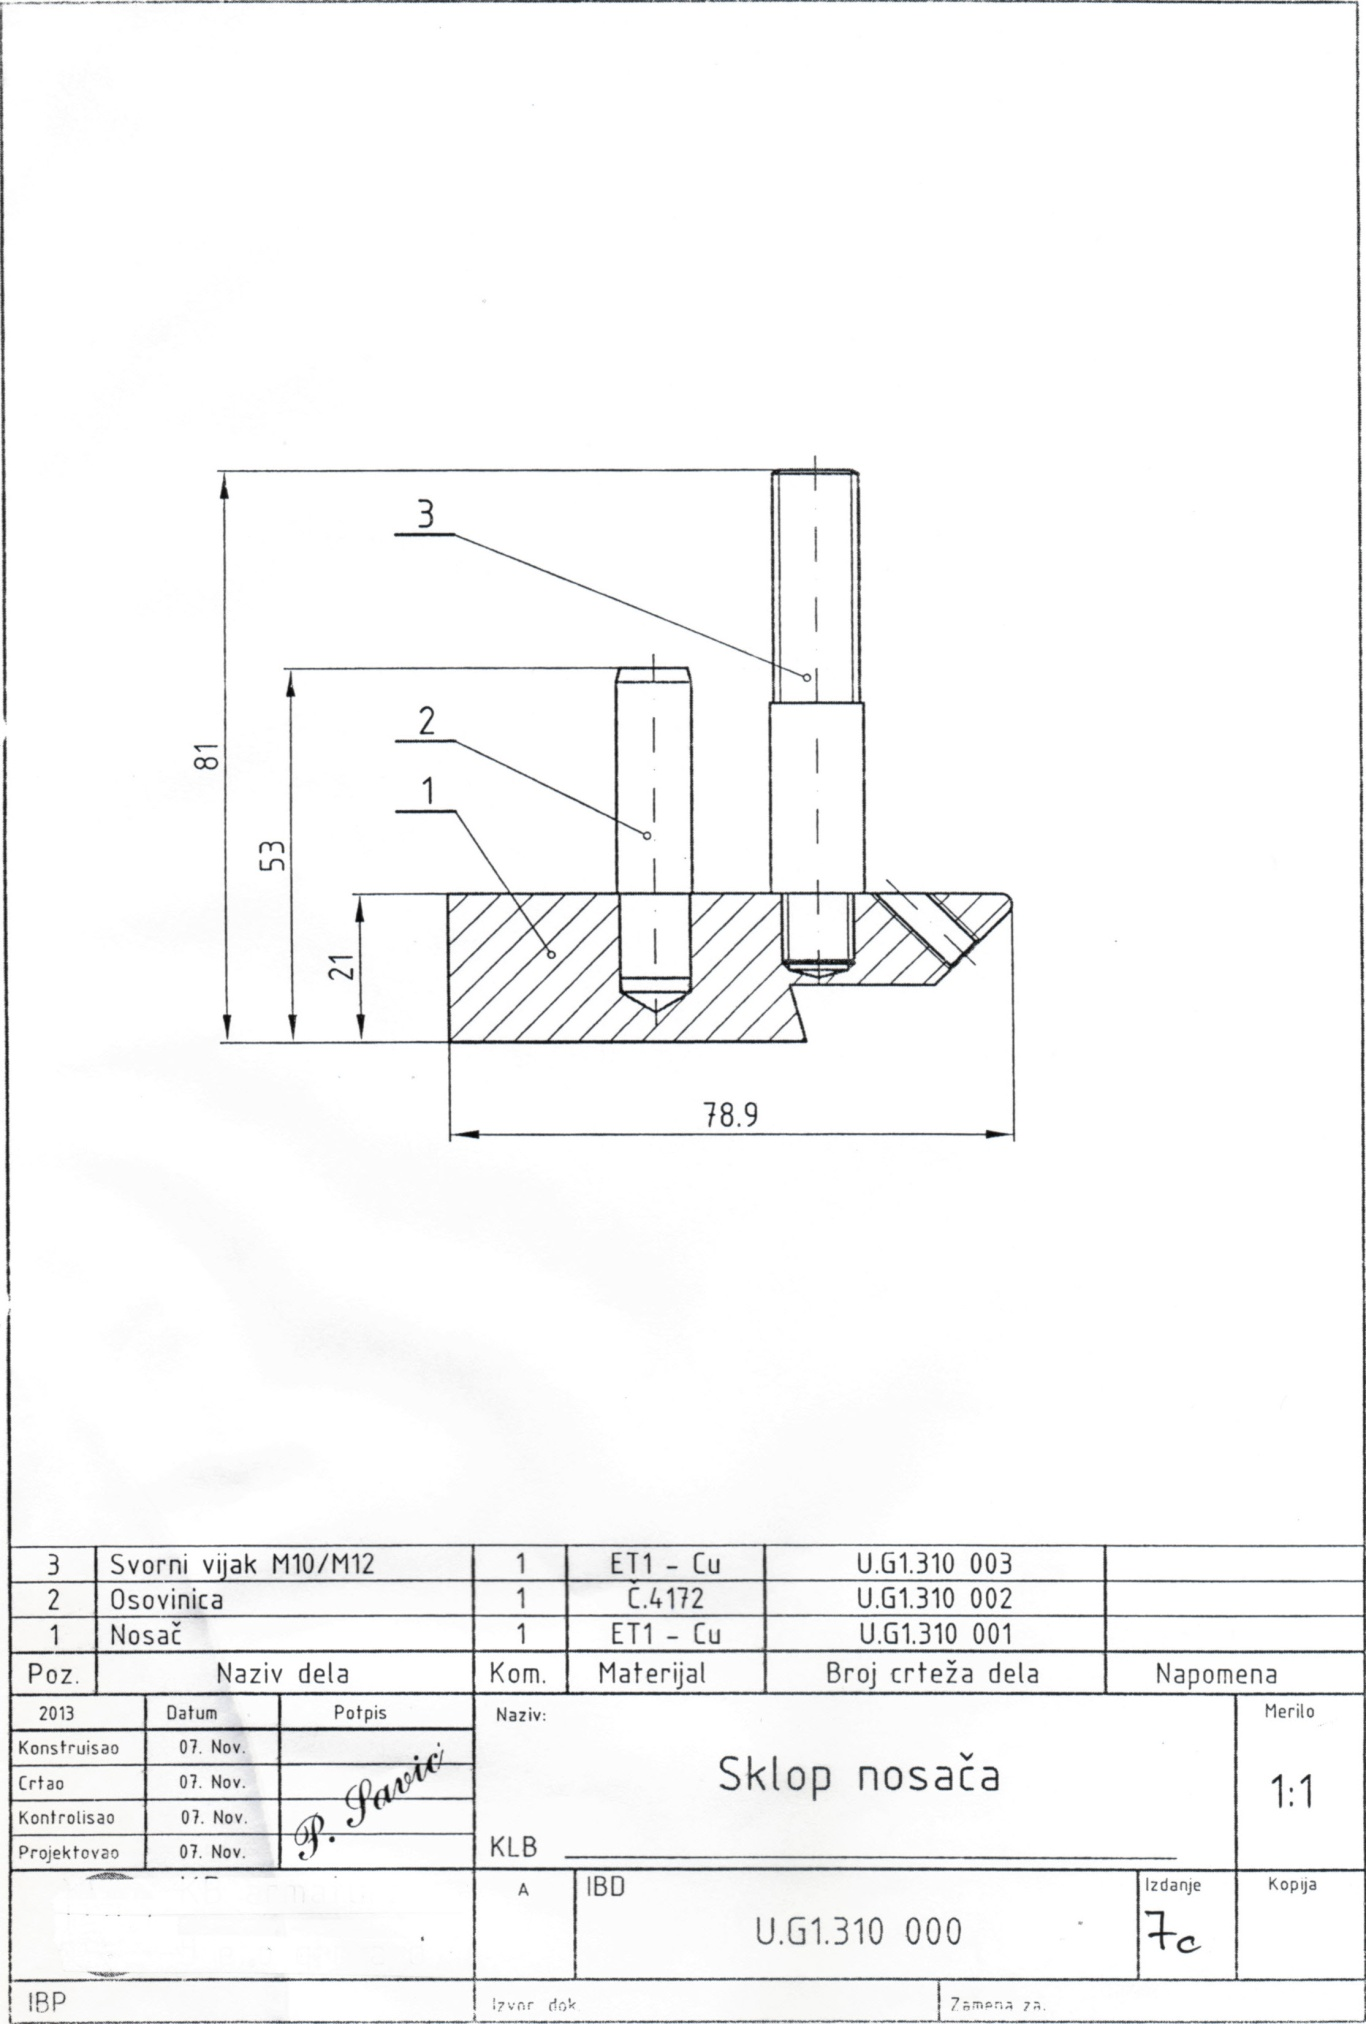 3
81
2
1
53
21
78.9
3 Svorni vijak M10/M12 1 ET1 - Cu U.G1.310 003
2 Osovinica 1 Č.4172 U.G1.310 002
1 Nosač 1 ET1 - Cu U.G1.310 001
Poz. Naziv dela Kom. Materijal Broj crteža dela Napomena
2013 Datum Potpis Naziv: Merilo
Konstruisao 07. Nov.
Crtao 07. Nov.
Kontrolisao 07. Nov.
Projektovao 07. Nov.
P. Savić
Sklop nosača
1:1
KLB
A IBD Izdanje Kopija
U.G1.310 000 7c
IBP Izvor dok. Zamena za.